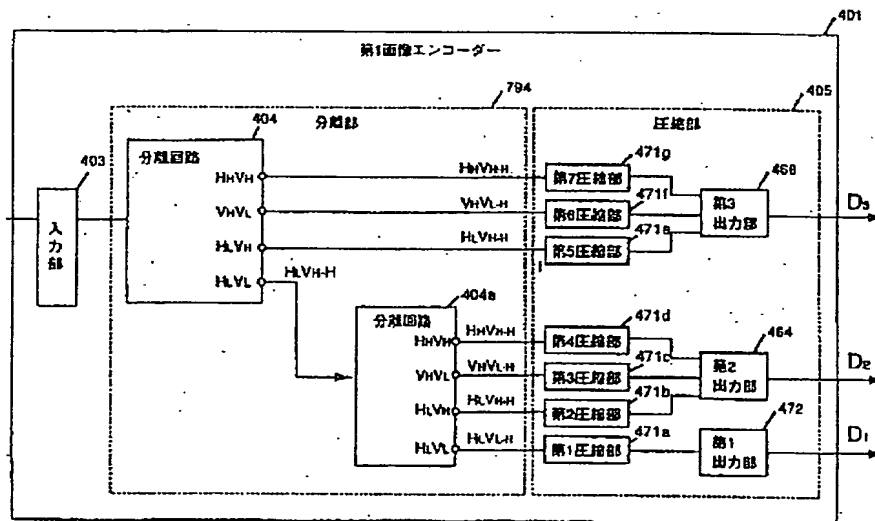 401
第1画像エンコーダー
794
405
404
分離部
圧縮部
403
入力部
分離回路
HHVH
VHVL
HLVH
HLVL
HHVH-H
VHVL-H
HLVH-H
HLVH-H
471g
第7圧縮部
471f
第6圧縮部
471e
第5圧縮部
468
第3出力部
D3
404a
分離回路
HHVH
VHVL
HLVH
HLVL
HHVH-H
VHVL-H
HLVH-H
HLVL-H
471d
第4圧縮部
471c
第3圧縮部
471b
第2圧縮部
471a
第1圧縮部
464
第2出力部
D2
472
第1出力部
D1